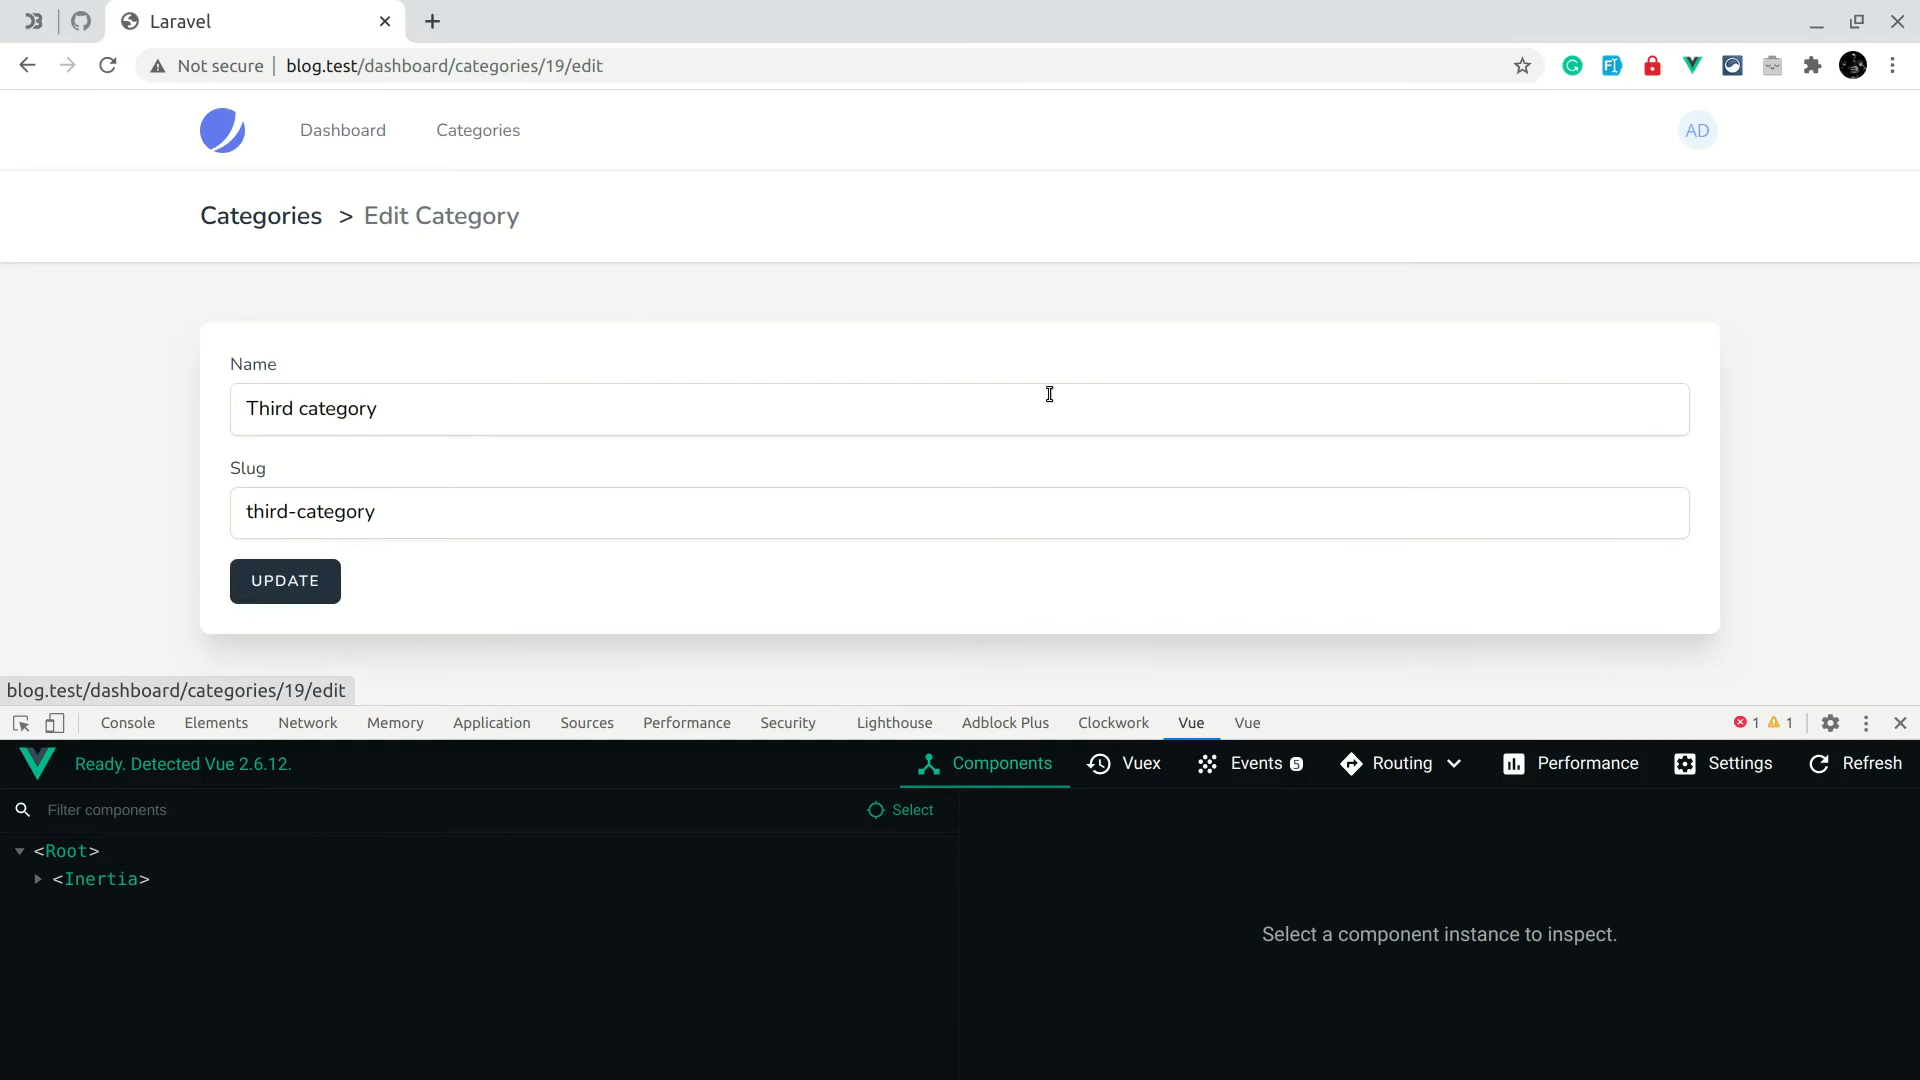 Laravel
Not secure | blog.test/dashboard/categories/19/edit
Dashboard Categories AD
Categories > Edit Category
Name
Third category
Slug
third-category
UPDATE
blog.test/dashboard/categories/19/edit
Console Elements Network Memory Application Sources Performance Security Lighthouse Adblock Plus Clockwork Vue Vue 1 1
Ready. Detected Vue 2.6.12. Components Vuex Events 5 Routing Performance Settings Refresh
Filter components Select
<Root>
<Inertia>
Select a component instance to inspect.